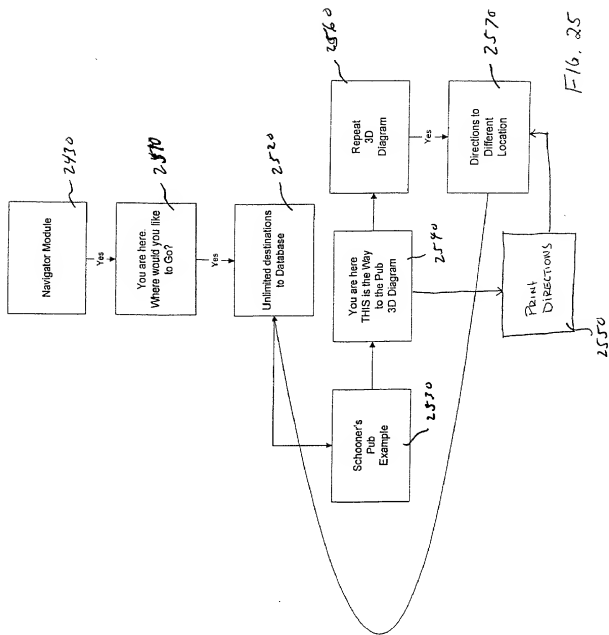 Navigator Module
2430
Yes
You are here.
Where would you like
to Go?
2510
Yes
Unlimited destinations
to Database
2520
Schooner's
Pub
Example
2530
You are here
THIS is the Way
to the Pub
3D Diagram
2540
Repeat
3D
Diagram
2560
Yes
PRINT
DIRECTIONS
2550
Directions to
Different
Location
2570
FIG. 25